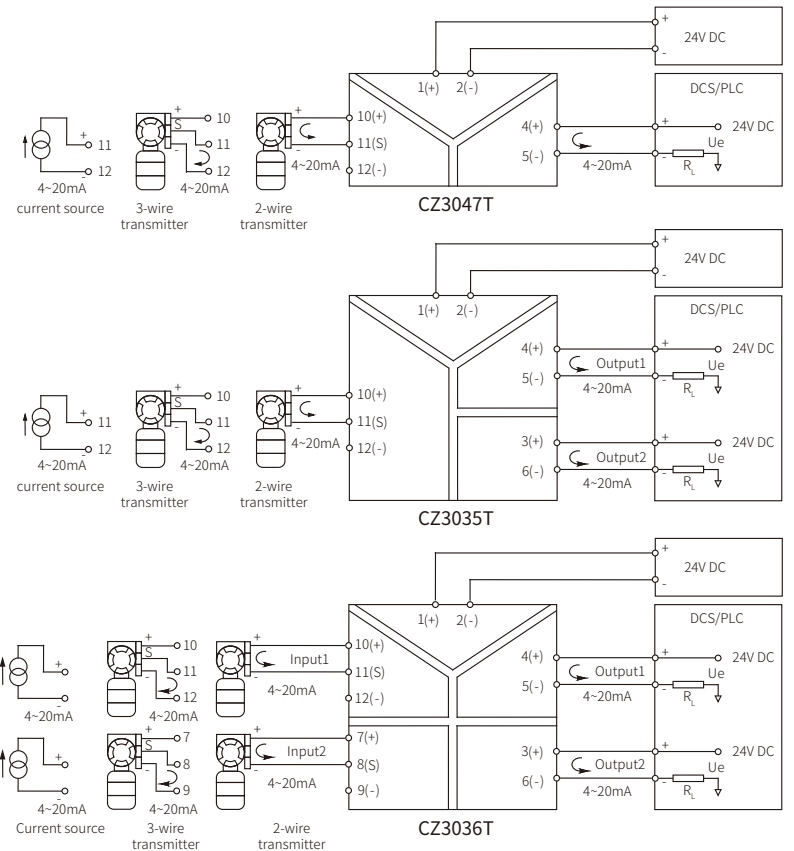 +
24V DC
-
1(+) 2(-)
DCS/PLC
+ 11
- 12
4~20mA
current source
+ 10
S 11
- 12
4~20mA
3-wire
transmitter
+
-
4~20mA
2-wire
transmitter
10(+)
11(S)
12(-)
4(+)
5(-)
4~20mA
+ 24V DC
- Ue
RL
CZ3047T
+
24V DC
-
1(+) 2(-)
DCS/PLC
+ 11
- 12
4~20mA
current source
+ 10
S 11
- 12
4~20mA
3-wire
transmitter
+
-
4~20mA
2-wire
transmitter
10(+)
11(S)
12(-)
4(+)
5(-)
Output1
4~20mA
+ 24V DC
- Ue
RL
3(+)
6(-)
Output2
4~20mA
+ 24V DC
- Ue
RL
CZ3035T
+
24V DC
-
1(+) 2(-)
DCS/PLC
+
-
4~20mA
+ 10
S 11
- 12
4~20mA
+
Input1
-
4~20mA
10(+)
11(S)
12(-)
4(+)
5(-)
Output1
4~20mA
+ 24V DC
- Ue
RL
+
-
4~20mA
Current source
+ 7
S 8
- 9
4~20mA
3-wire
transmitter
+
Input2
-
4~20mA
2-wire
transmitter
7(+)
8(S)
9(-)
3(+)
6(-)
Output2
4~20mA
+ 24V DC
- Ue
RL
CZ3036T